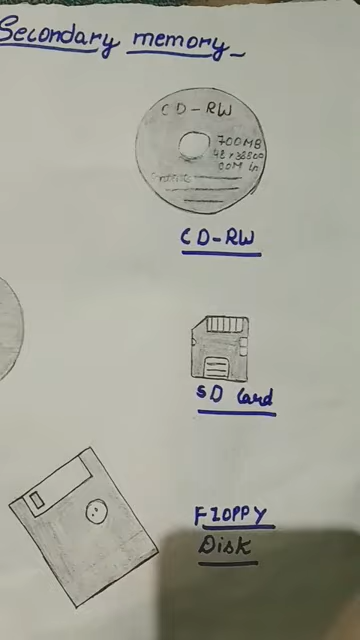 Secondary memory
CD-RW
700MB
CD-RW
SD Card
FLOPPY
Disk